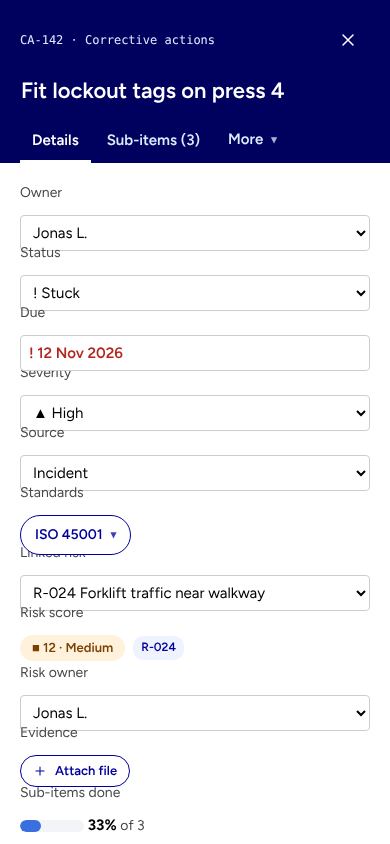 CA-142 · Corrective actions
Fit lockout tags on press 4
Details Sub-items (3) More ▼
Owner
Jonas L.
Status
! Stuck
Due
! 12 Nov 2026
Severity
▲ High
Source
Incident
Standards
ISO 45001 ▼
Linked risk
R-024 Forklift traffic near walkway
Risk score
■ 12 · Medium R-024
Risk owner
Jonas L.
Evidence
+ Attach file
Sub-items done
33% of 3